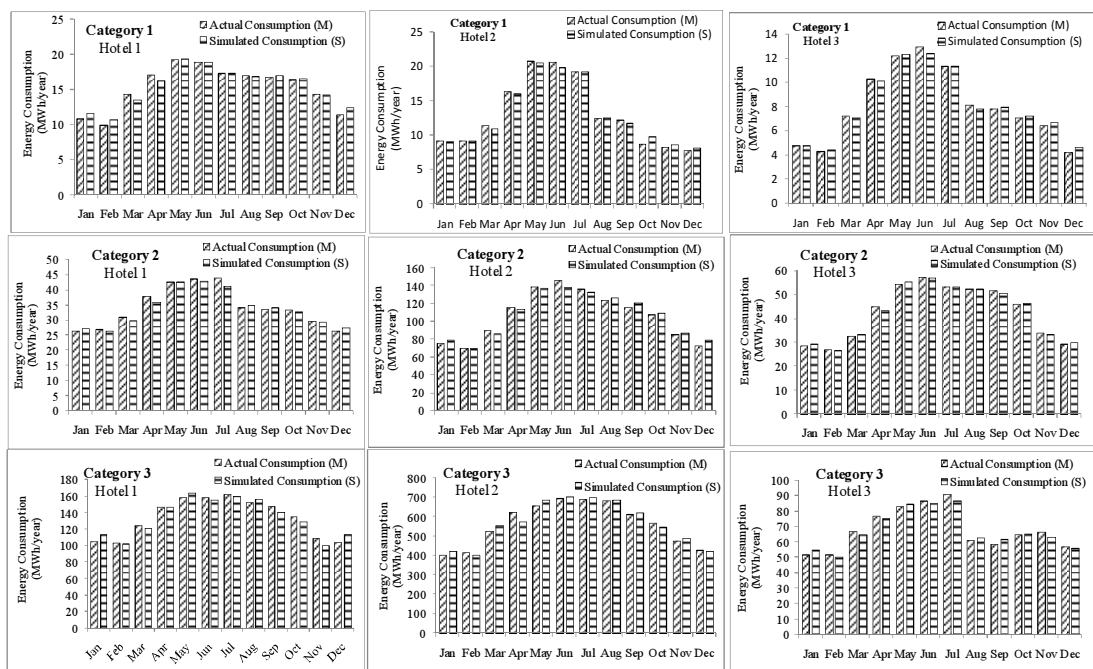 Category 1
Hotel 1
Actual Consumption (M)
Simulated Consumption (S)
Energy Consumption
(MWh/year)
25
20
15
10
5
0
Jan Feb Mar Apr May Jun Jul Aug Sep Oct Nov Dec
Category 1
Hotel 2
Actual Consumption (M)
Simulated Consumption (S)
Energy Consumption
(MWh/year)
25
20
15
10
5
0
Jan Feb Mar Apr May Jun Jul Aug Sep Oct Nov Dec
Category 1
Hotel 3
Actual Consumption (M)
Simulated Consumption (S)
Energy Consumption
(MWh/year)
14
12
10
8
6
4
2
0
Jan Feb Mar Apr May Jun Jul Aug Sep Oct Nov Dec
Category 2
Hotel 1
Actual Consumption (M)
Simulated Consumption (S)
Energy Consumption
(MWh/year)
50
45
40
35
30
25
20
15
10
5
0
Jan Feb Mar Apr May Jun Jul Aug Sep Oct Nov Dec
Category 2
Hotel 2
Actual Consumption (M)
Simulated Consumption (S)
Energy Consumption
(MWh/year)
160
140
120
100
80
60
40
20
0
Jan Feb Mar Apr May Jun Jul Aug Sep Oct Nov Dec
Category 2
Hotel 3
Actual Consumption (M)
Simulated Consumption (S)
Energy Consumption
(MWh/year)
60
50
40
30
20
10
0
Jan Feb Mar Apr May Jun Jul Aug Sep Oct Nov Dec
Category 3
Hotel 1
Actual Consumption (M)
Simulated Consumption (S)
Energy Consumption
(MWh/year)
180
160
140
120
100
80
60
40
20
0
Jan Feb Mar Apr May Jun Jul Aug Sep Oct Nov Dec
Category 3
Hotel 2
Actual Consumption (M)
Simulated Consumption (S)
Energy Consumption
(MWh/year)
800
700
600
500
400
300
200
100
0
Jan Feb Mar Apr May Jun Jul Aug Sep Oct Nov Dec
Category 3
Hotel 3
Actual Consumption (M)
Simulated Consumption (S)
Energy Consumption
(MWh/year)
100
90
80
70
60
50
40
30
20
10
0
Jan Feb Mar Apr May Jun Jul Aug Sep Oct Nov Dec